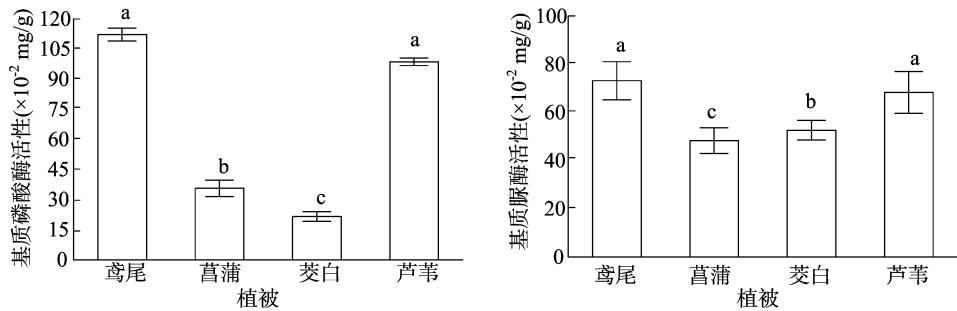 基质磷酸酶活性(×10-2 mg/g)
120
105
90
75
60
45
30
15
0
a
b
c
a
鸢尾 菖蒲 茭白 芦苇
植被
基质脲酶活性(×10-2 mg/g)
100
80
60
40
20
0
a
c
b
a
鸢尾 菖蒲 茭白 芦苇
植被